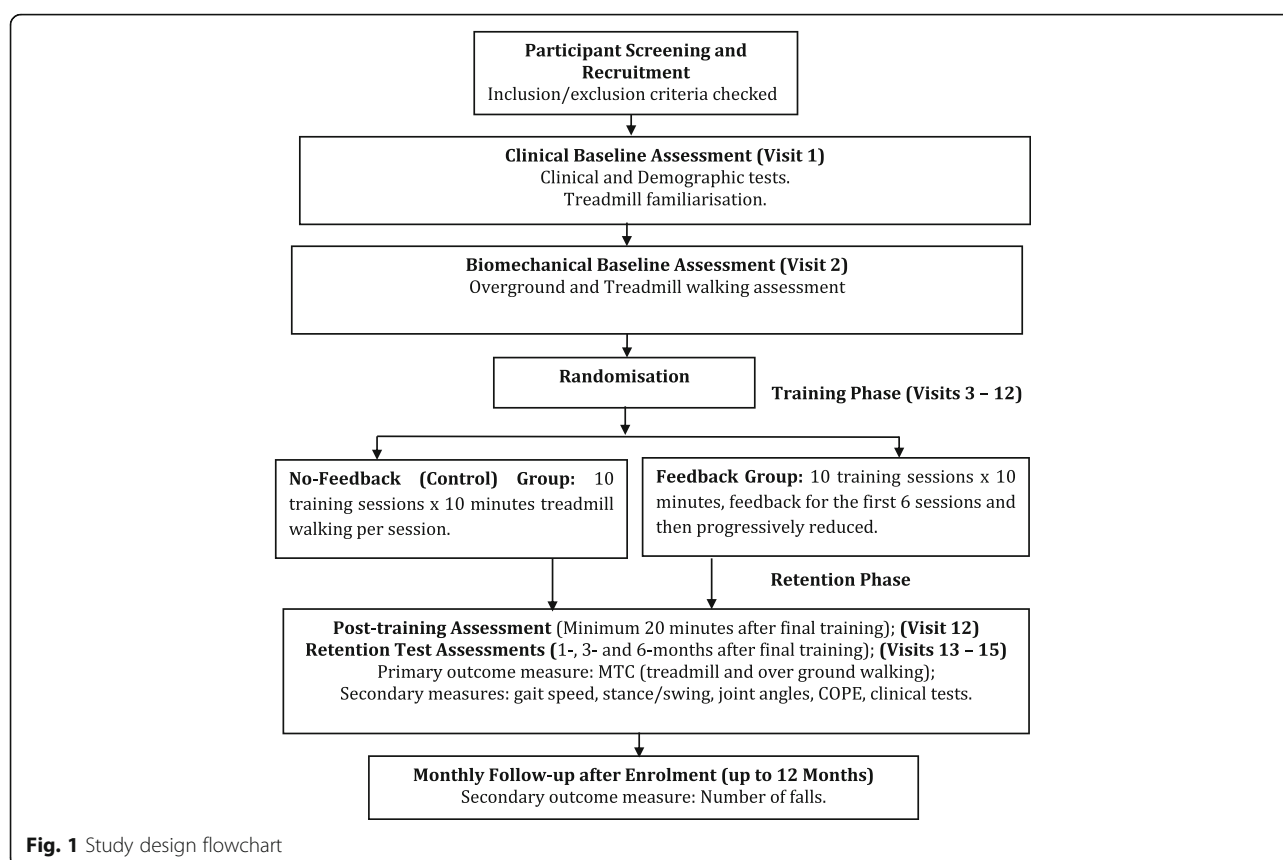 Participant Screening and
Recruitment
Inclusion/exclusion criteria checked
Clinical Baseline Assessment (Visit 1)
Clinical and Demographic tests.
Treadmill familiarisation.
Biomechanical Baseline Assessment (Visit 2)
Overground and Treadmill walking assessment
Randomisation
Training Phase (Visits 3 – 12)
No-Feedback (Control) Group: 10
training sessions x 10 minutes treadmill
walking per session.
Feedback Group: 10 training sessions x 10
minutes, feedback for the first 6 sessions and
then progressively reduced.
Retention Phase
Post-training Assessment (Minimum 20 minutes after final training); (Visit 12)
Retention Test Assessments (1-, 3- and 6-months after final training); (Visits 13 – 15)
Primary outcome measure: MTC (treadmill and over ground walking);
Secondary measures: gait speed, stance/swing, joint angles, COPE, clinical tests.
Monthly Follow-up after Enrolment (up to 12 Months)
Secondary outcome measure: Number of falls.
Fig. 1 Study design flowchart